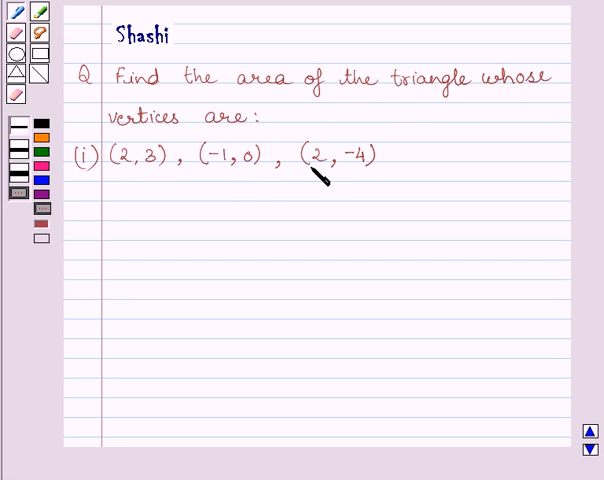 Shashi
Q Find the area of the triangle whose
vertices are :
(i) (2, 3) , (-1, 0) , (2, -4)